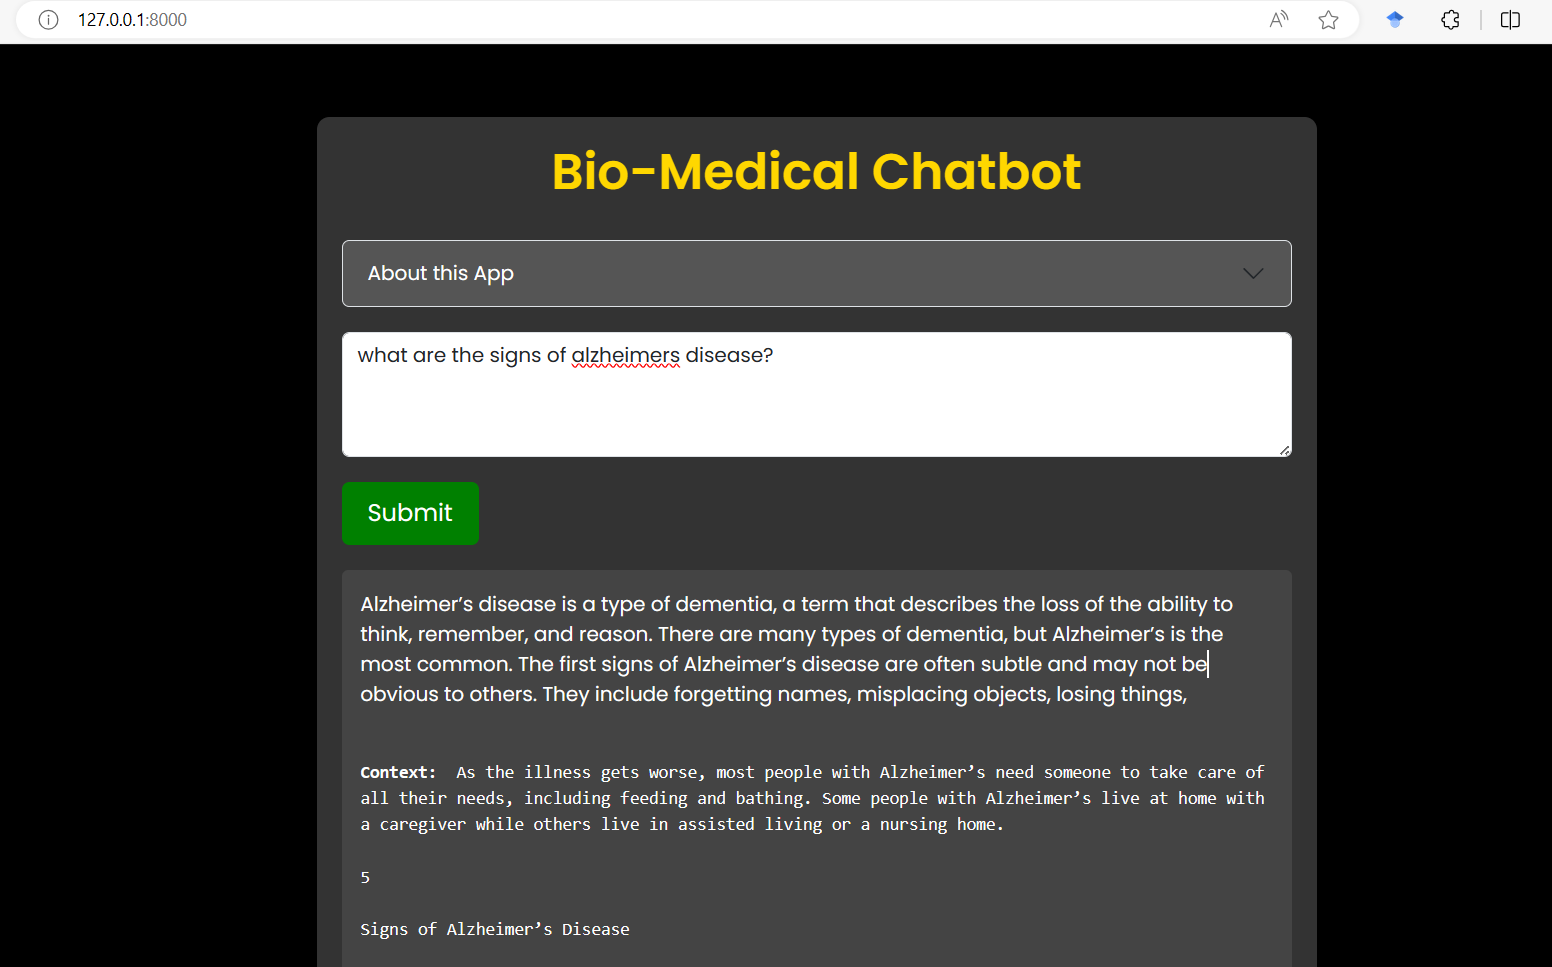 127.0.0.1:8000
Bio-Medical Chatbot
About this App
what are the signs of alzheimers disease?
Submit
Alzheimer’s disease is a type of dementia, a term that describes the loss of the ability to
think, remember, and reason. There are many types of dementia, but Alzheimer’s is the
most common. The first signs of Alzheimer’s disease are often subtle and may not be
obvious to others. They include forgetting names, misplacing objects, losing things,
Context:  As the illness gets worse, most people with Alzheimer’s need someone to take care of
all their needs, including feeding and bathing. Some people with Alzheimer’s live at home with
a caregiver while others live in assisted living or a nursing home.
5
Signs of Alzheimer’s Disease